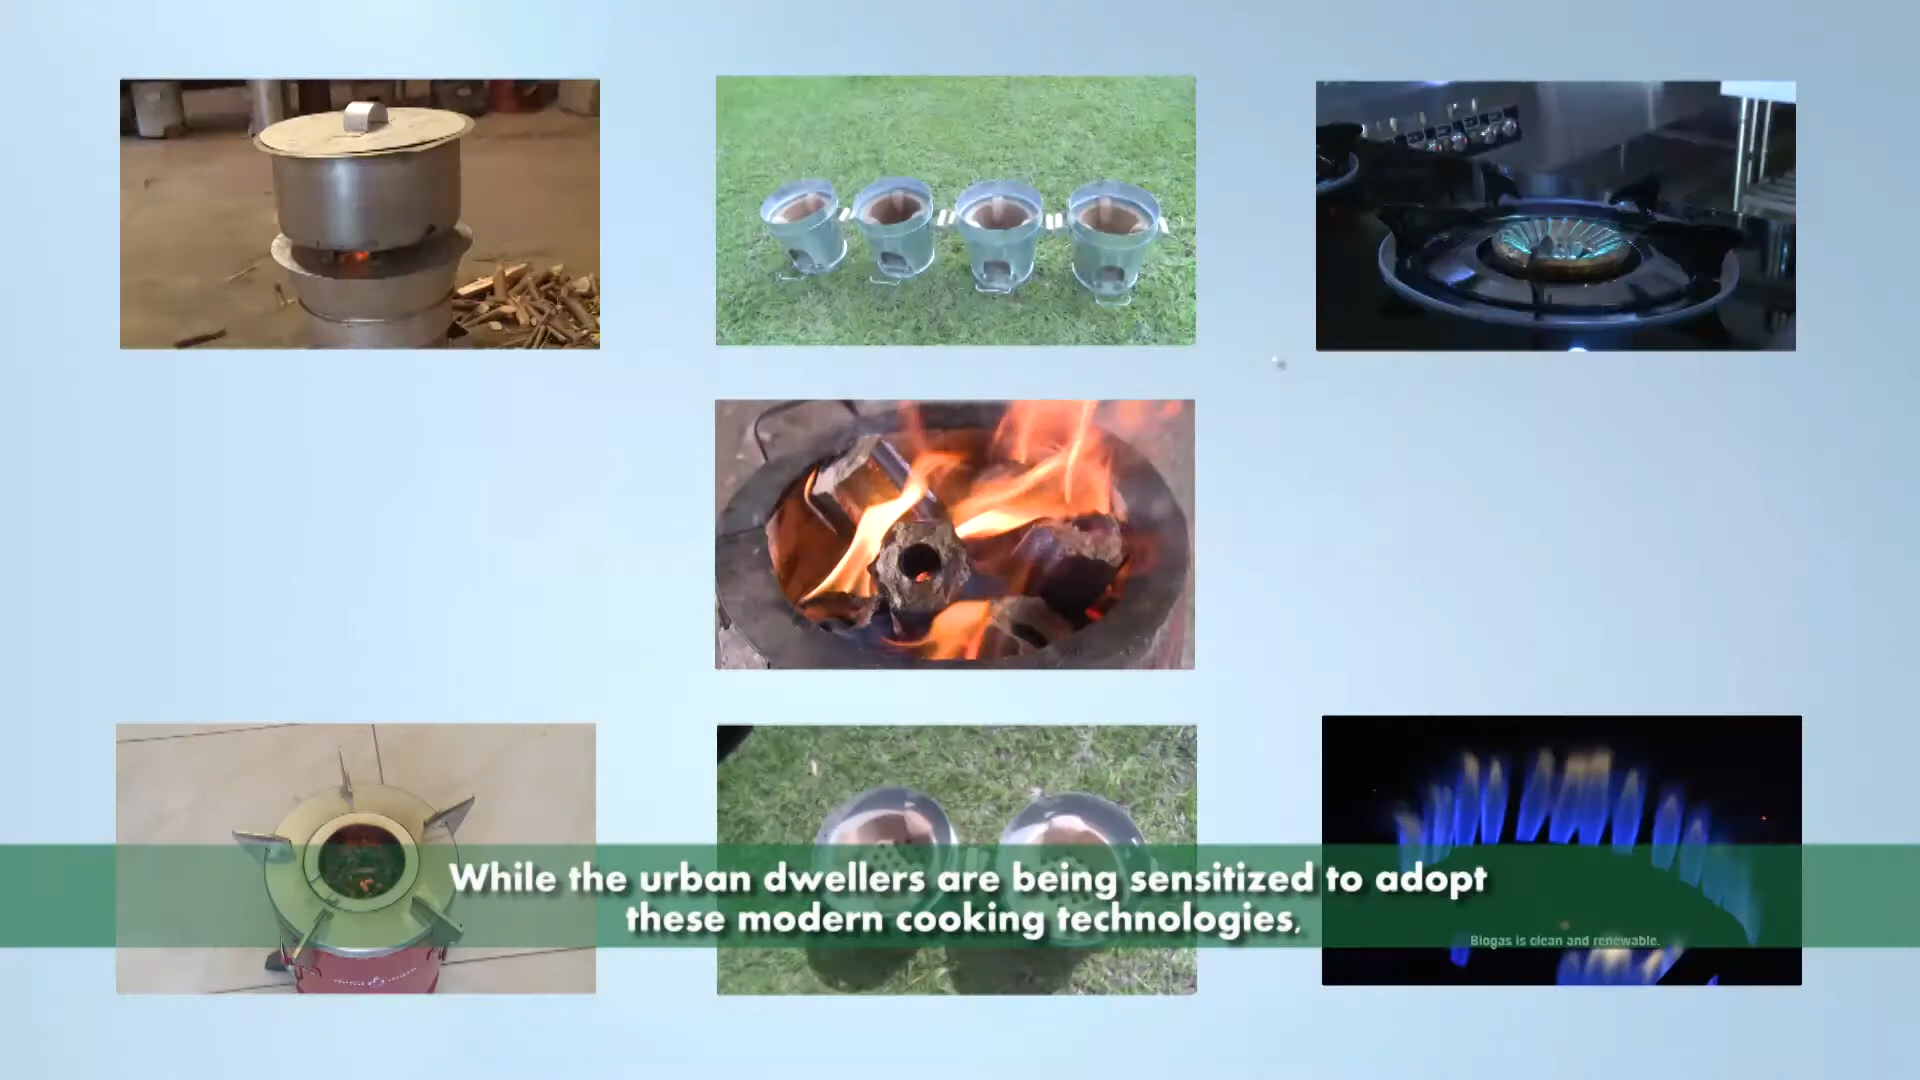 While the urban dwellers are being sensitized to adopt
these modern cooking technologies,
Biogas is clean and renewable.